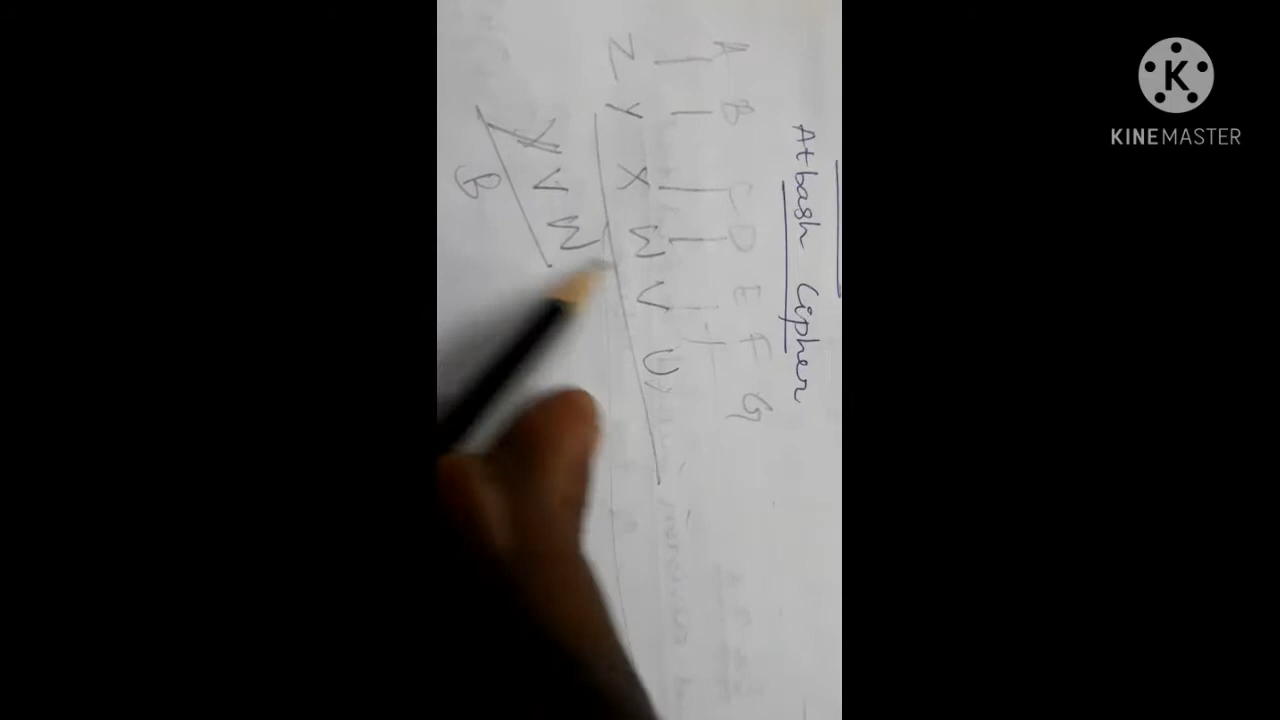 KINEMASTER
Atbash Cipher
A B C D E F G
Z Y X W V U
Y V W
B